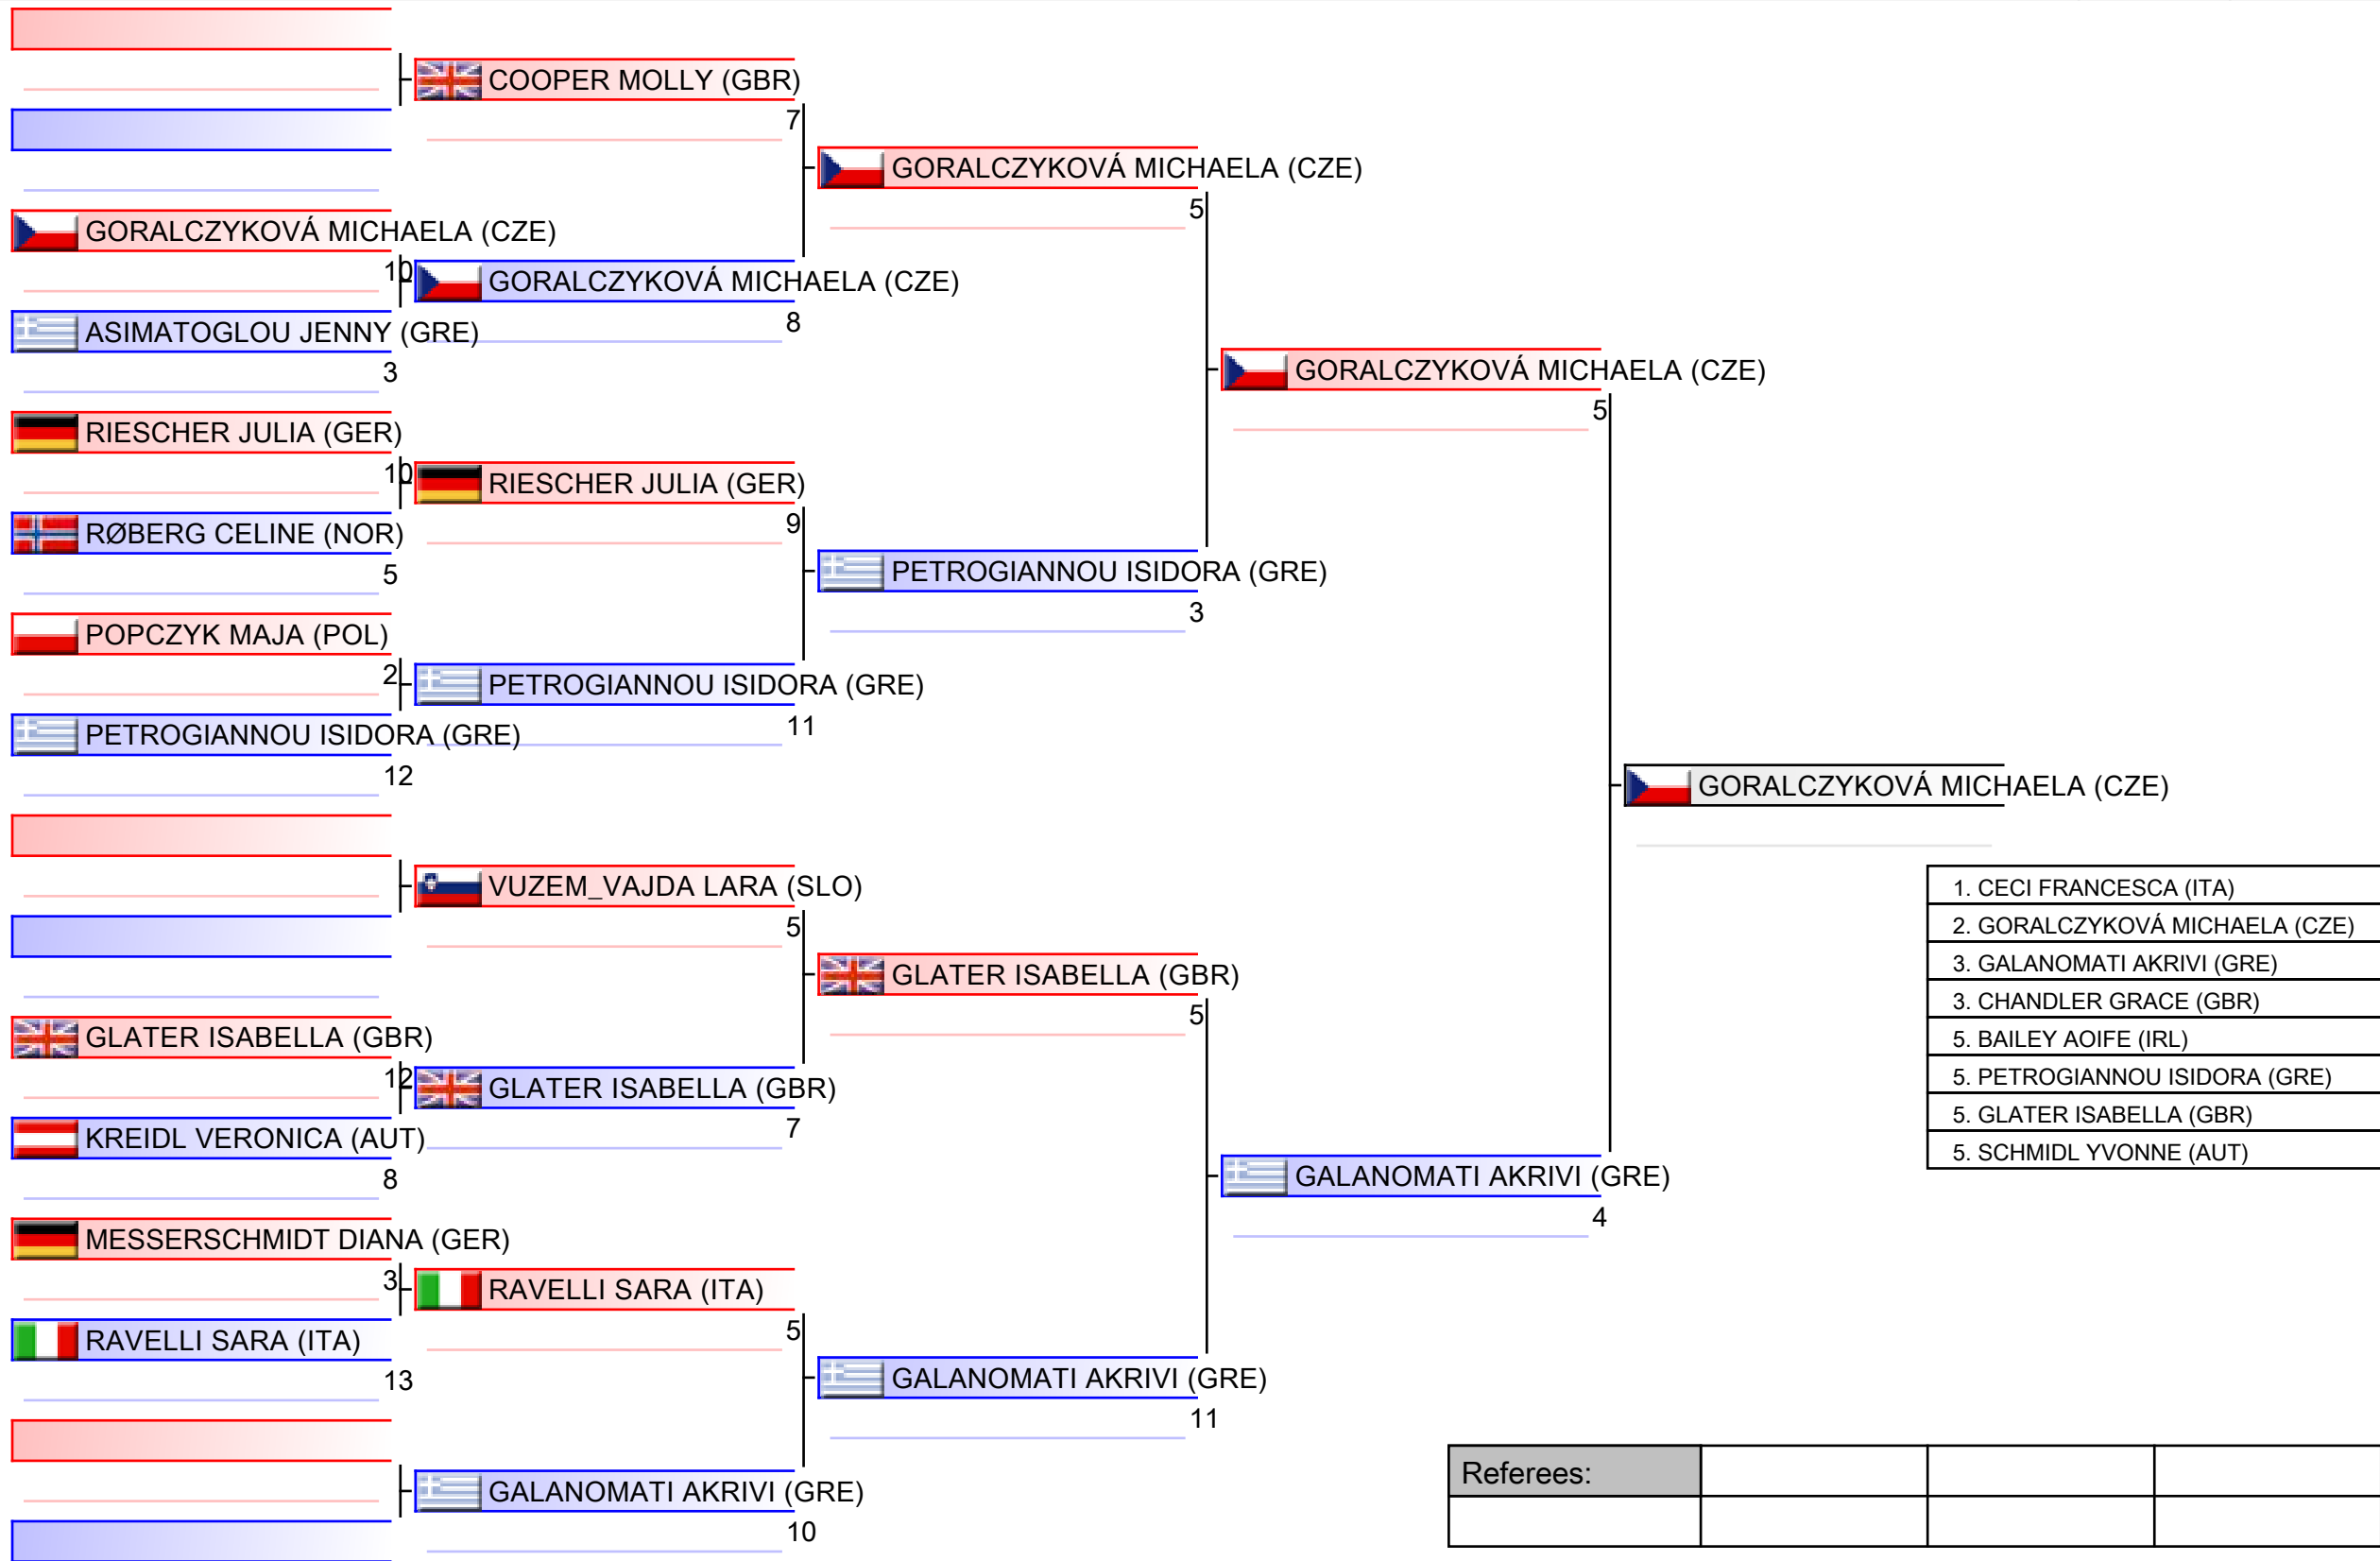 COOPER MOLLY (GBR)
7
GORALCZYKOVÁ MICHAELA (CZE)
5
GORALCZYKOVÁ MICHAELA (CZE)
10
GORALCZYKOVÁ MICHAELA (CZE)
8
ASIMATOGLOU JENNY (GRE)
3
GORALCZYKOVÁ MICHAELA (CZE)
5
RIESCHER JULIA (GER)
10
RIESCHER JULIA (GER)
9
RØBERG CELINE (NOR)
5
PETROGIANNOU ISIDORA (GRE)
3
POPCZYK MAJA (POL)
2
PETROGIANNOU ISIDORA (GRE)
11
PETROGIANNOU ISIDORA (GRE)
12
GORALCZYKOVÁ MICHAELA (CZE)
VUZEM_VAJDA LARA (SLO)
5
GLATER ISABELLA (GBR)
5
GLATER ISABELLA (GBR)
12
GLATER ISABELLA (GBR)
7
KREIDL VERONICA (AUT)
8
GALANOMATI AKRIVI (GRE)
4
MESSERSCHMIDT DIANA (GER)
3
RAVELLI SARA (ITA)
5
RAVELLI SARA (ITA)
13
GALANOMATI AKRIVI (GRE)
11
GALANOMATI AKRIVI (GRE)
10
1. CECI FRANCESCA (ITA)
2. GORALCZYKOVÁ MICHAELA (CZE)
3. GALANOMATI AKRIVI (GRE)
3. CHANDLER GRACE (GBR)
5. BAILEY AOIFE (IRL)
5. PETROGIANNOU ISIDORA (GRE)
5. GLATER ISABELLA (GBR)
5. SCHMIDL YVONNE (AUT)
Referees: